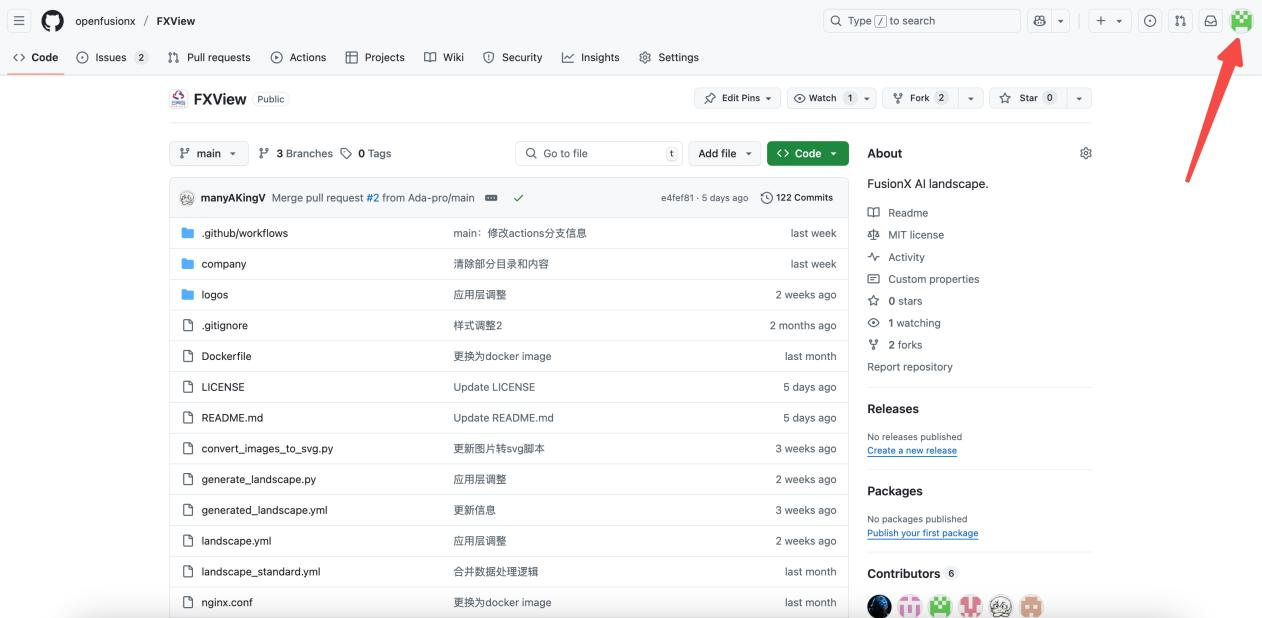 openfusionx / FXView
Type / to search
Code Issues 2 Pull requests Actions Projects Wiki Security Insights Settings
FXView Public
Edit Pins Watch 1 Fork 2 Star 0
main 3 Branches 0 Tags
Go to file t
Add file Code
manyAKingV Merge pull request #2 from Ada-pro/main e4fef81 · 5 days ago 122 Commits
.github/workflows main：修改actions分支信息 last week
company 清除部分目录和内容 last week
logos 应用层调整 2 weeks ago
.gitignore 样式调整2 2 months ago
Dockerfile 更换为docker image last month
LICENSE Update LICENSE 5 days ago
README.md Update README.md 5 days ago
convert_images_to_svg.py 更新图片转svg脚本 3 weeks ago
generate_landscape.py 应用层调整 2 weeks ago
generated_landscape.yml 更新信息 3 weeks ago
landscape.yml 应用层调整 2 weeks ago
landscape_standard.yml 合并数据处理逻辑 last month
nginx.conf 更换为docker image last month
About
FusionX AI landscape.
Readme
MIT license
Activity
Custom properties
0 stars
1 watching
2 forks
Report repository
Releases
No releases published
Create a new release
Packages
No packages published
Publish your first package
Contributors 6